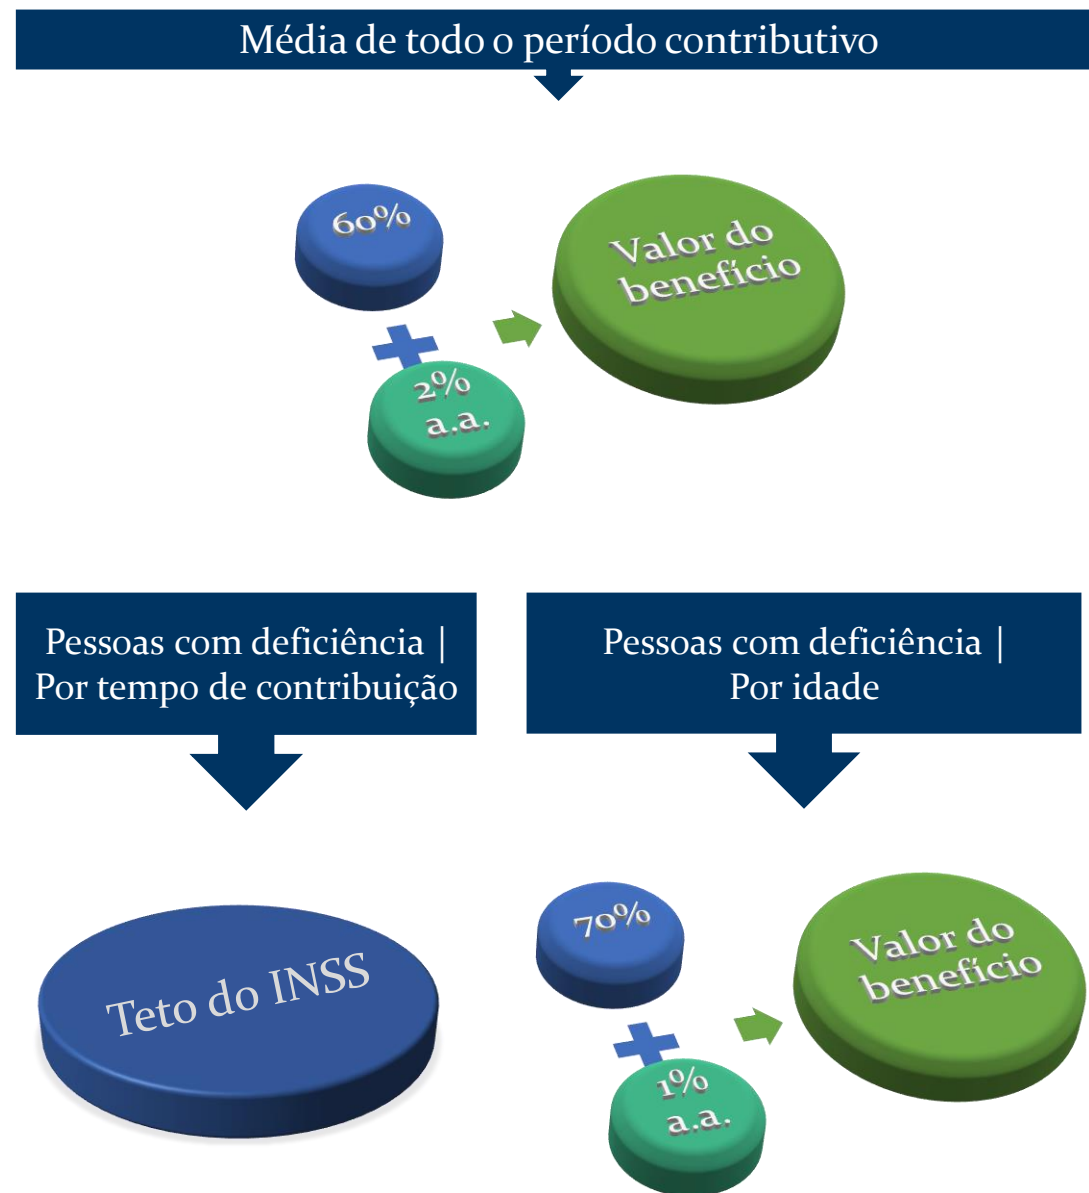 Média de todo o período contributivo
60%
Valor do
benefício
2%
a.a.
Pessoas com deficiência |
Por tempo de contribuição
Pessoas com deficiência |
Por idade
Teto do INSS
70%
Valor do
benefício
1%
a.a.